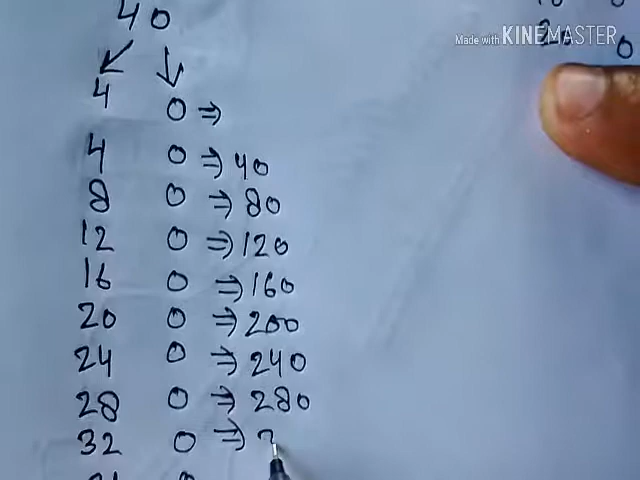 40
Made with KINEMASTER
4 0 ⇒
4 0 ⇒ 40
8 0 ⇒ 80
12 0 ⇒ 120
16 0 ⇒ 160
20 0 ⇒ 200
24 0 ⇒ 240
28 0 ⇒ 280
32 0 ⇒